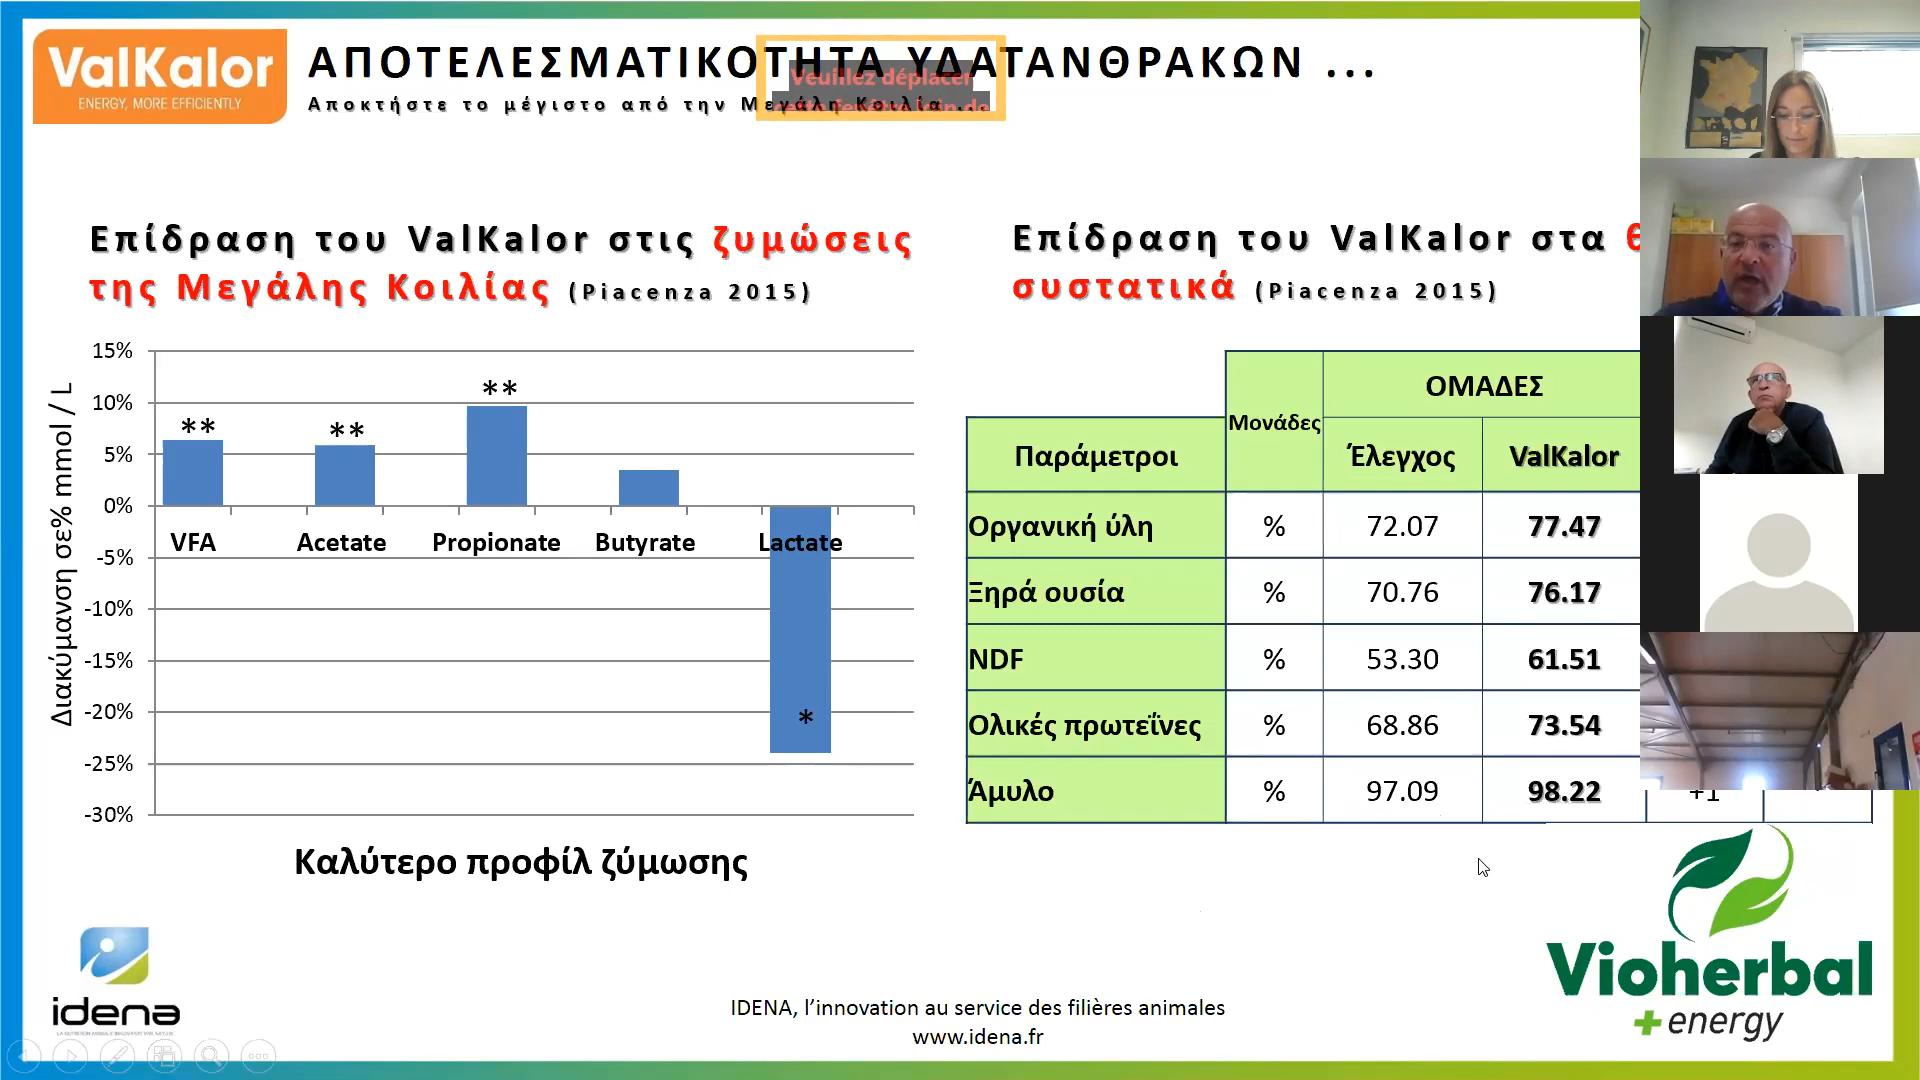 ValKalor
ENERGY, MORE EFFICIENTLY
ΑΠΟΤΕΛΕΣΜΑΤΙΚΟΤΗΤΑ ΥΔΑΤΑΝΘΡΑΚΩΝ ...
Αποκτήστε το μέγιστο από την Μεγάλη Κοιλία ...
Veuillez déplacer
Επίδραση του ValKalor στις ζυμώσεις
της Μεγάλης Κοιλίας (Piacenza 2015)
15%
10%
5%
0%
-5%
-10%
-15%
-20%
-25%
-30%
Διακύμανση σε% mmol / L
**
**
**
*
VFA
Acetate
Propionate
Butyrate
Lactate
Καλύτερο προφίλ ζύμωσης
Επίδραση του ValKalor στα
συστατικά (Piacenza 2015)
Παράμετροι Μονάδες ΟΜΑΔΕΣ
Έλεγχος ValKalor
Οργανική ύλη % 72.07 77.47
Ξηρά ουσία % 70.76 76.17
NDF % 53.30 61.51
Ολικές πρωτεΐνες % 68.86 73.54
Άμυλο % 97.09 98.22 +1
idena
IDENA, l’innovation au service des filières animales
www.idena.fr
Vioherbal
+energy